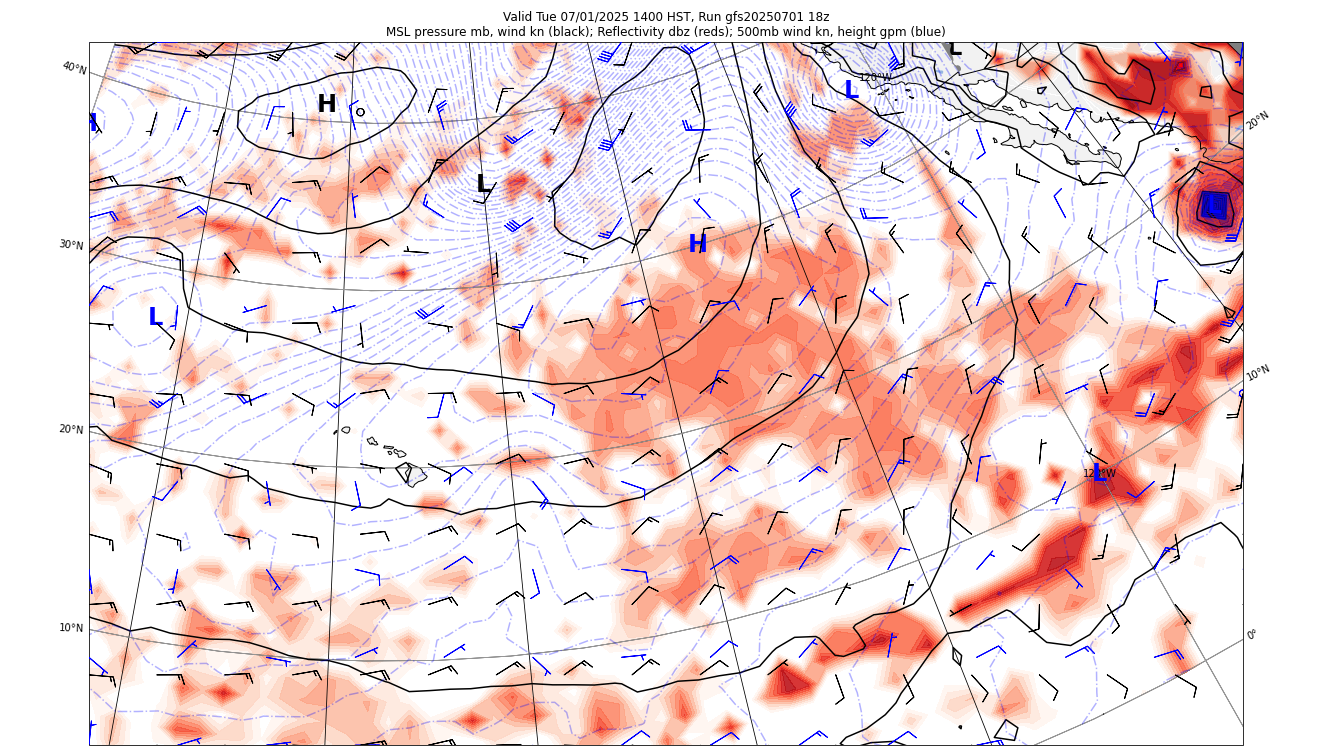 Valid Tue 07/01/2025 1400 HST, Run gfs20250701 18z
MSL pressure mb, wind kn (black); Reflectivity dbz (reds); 500mb wind kn, height gpm (blue)
L
40°N
120°W
L
H
H
20°N
L
L
30°N
H
L
10°N
20°N
120°W
L
10°N
0°